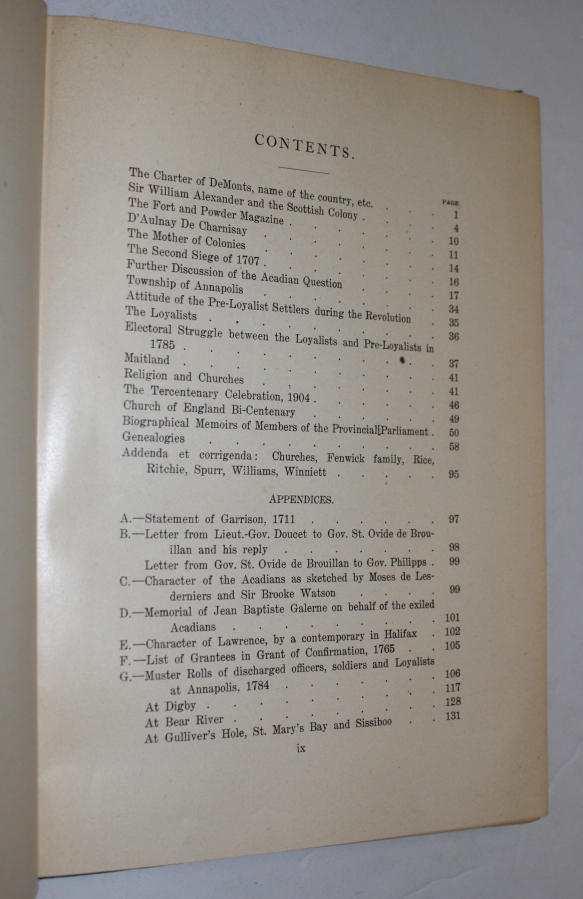 CONTENTS.
PAGE
The Charter of DeMonts, name of the country, etc. . . . 1
Sir William Alexander and the Scottish Colony . . . . 4
The Fort and Powder Magazine . . . . . . 10
D'Aulnay De Charnisay . . . . . . . 11
The Mother of Colonies . . . . . . . 14
The Second Siege of 1707 . . . . . . . 16
Further Discussion of the Acadian Question . . . . 17
Township of Annapolis . . . . . . . 34
Attitude of the Pre-Loyalist Settlers during the Revolution . 35
The Loyalists . . . . . . . . 36
Electoral Struggle between the Loyalists and Pre-Loyalists in
1785 . . . . . . . . . 37
Maitland . . . . . . . . . 41
Religion and Churches . . . . . . . 41
The Tercentenary Celebration, 1904 . . . . . 46
Church of England Bi-Centenary . . . . . 49
Biographical Memoirs of Members of the Provincial Parliament . 50
Genealogies . . . . . . . . 58
Addenda et corrigenda: Churches, Fenwick family, Rice,
Ritchie, Spurr, Williams, Winniett . . . . . 95
APPENDICES.
A.—Statement of Garrison, 1711 . . . . . . 97
B.—Letter from Lieut.-Gov. Doucet to Gov. St. Ovide de Brou-
illan and his reply . . . . . . . 98
Letter from Gov. St. Ovide de Brouillan to Gov. Philipps . 99
C.—Character of the Acadians as sketched by Moses de Les-
derniers and Sir Brooke Watson . . . . 99
D.—Memorial of Jean Baptiste Galerne on behalf of the exiled
Acadians . . . . . . . . 101
E.—Character of Lawrence, by a contemporary in Halifax . 102
F.—List of Grantees in Grant of Confirmation, 1765 . . 105
G.—Muster Rolls of discharged officers, soldiers and Loyalists
at Annapolis, 1784 . . . . . . 106
At Digby . . . . . . . . . 117
At Bear River . . . . . . . . 128
At Gulliver's Hole, St. Mary's Bay and Sissiboo . . 131
ix